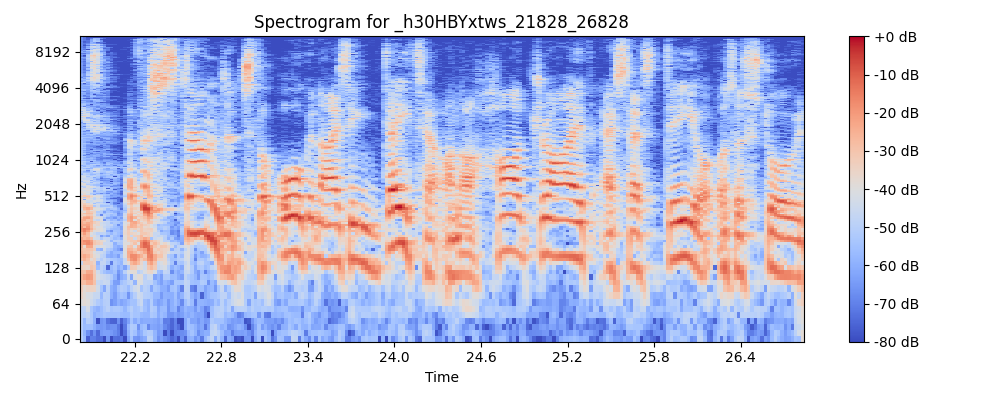 Spectrogram for _h30HBYxtws_21828_26828
8192
4096
2048
1024
512
256
128
64
0
Hz
22.2 22.8 23.4 24.0 24.6 25.2 25.8 26.4
Time
+0 dB
-10 dB
-20 dB
-30 dB
-40 dB
-50 dB
-60 dB
-70 dB
-80 dB